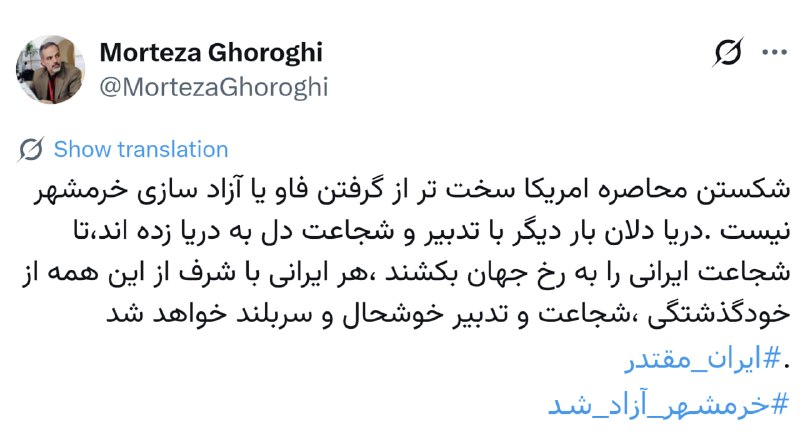 Morteza Ghoroghi
@MortezaGhoroghi
Show translation
شکستن محاصره امریکا سخت تر از گرفتن فاو یا آزاد سازی خرمشهر
نیست .دریا دلان بار دیگر با تدبیر و شجاعت دل به دریا زده اند،تا
شجاعت ایرانی را به رخ جهان بکشند ،هر ایرانی با شرف از این همه از
خودگذشتگی ،شجاعت و تدبیر خوشحال و سربلند خواهد شد
.#ایران_مقتدر
#خرمشهر_آزاد_شد